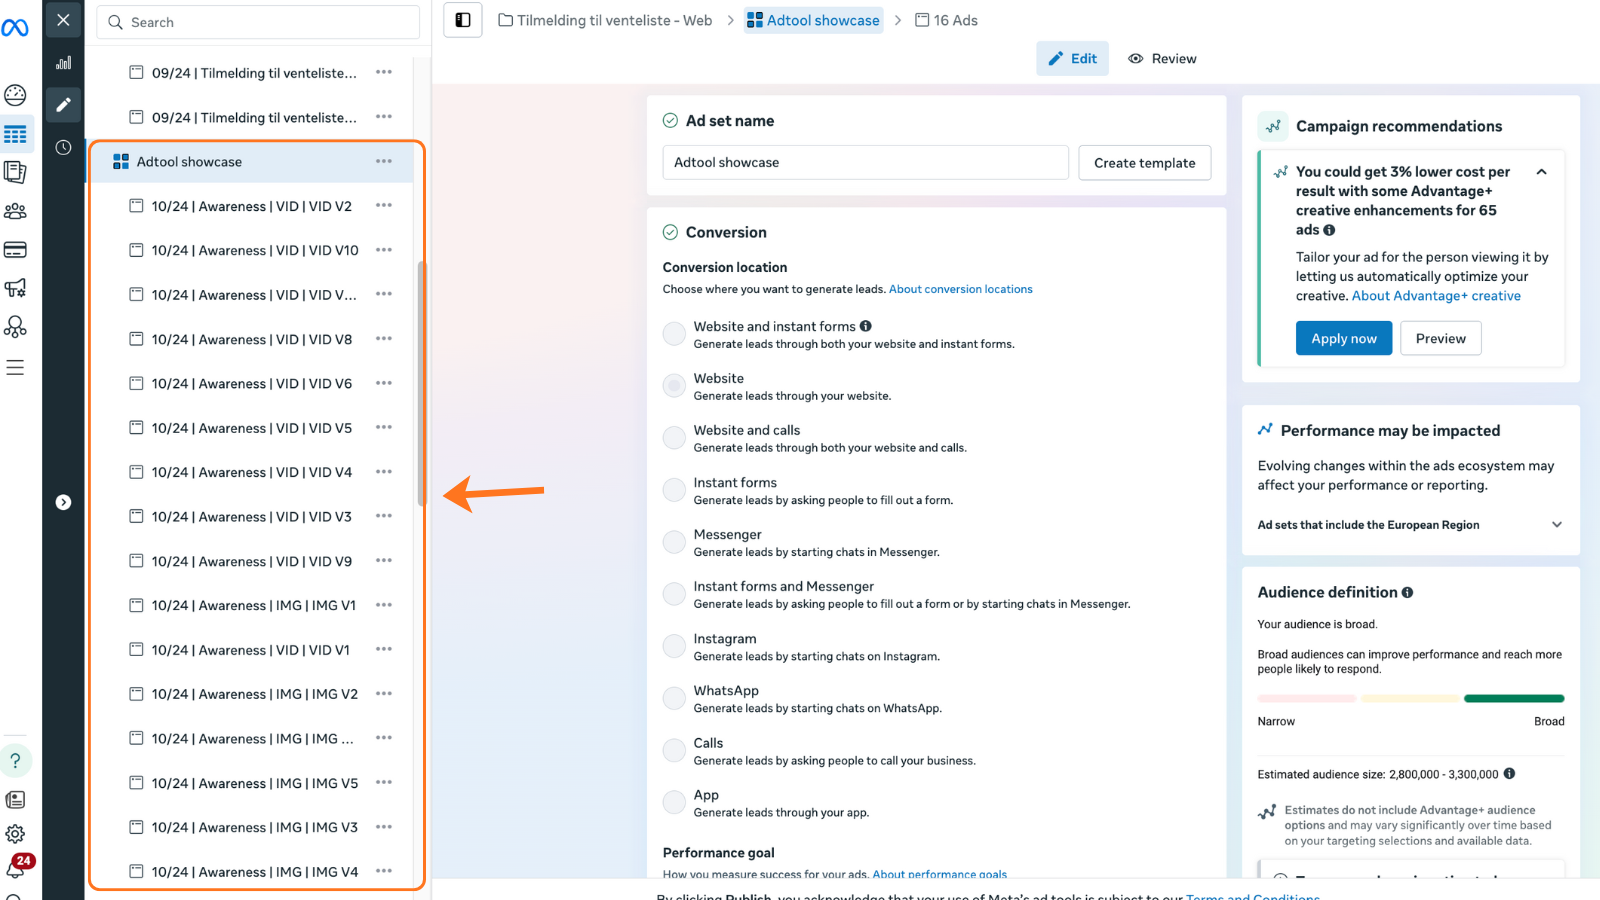 Search
Tilmelding til venteliste - Web
Adtool showcase
16 Ads
Edit
Review
09/24 | Tilmelding til venteliste...
09/24 | Tilmelding til venteliste...
Adtool showcase
10/24 | Awareness | VID | VID V2
10/24 | Awareness | VID | VID V10
10/24 | Awareness | VID | VID V...
10/24 | Awareness | VID | VID V8
10/24 | Awareness | VID | VID V6
10/24 | Awareness | VID | VID V5
10/24 | Awareness | VID | VID V4
10/24 | Awareness | VID | VID V3
10/24 | Awareness | VID | VID V9
10/24 | Awareness | IMG | IMG V1
10/24 | Awareness | VID | VID V1
10/24 | Awareness | IMG | IMG V2
10/24 | Awareness | IMG | IMG ...
10/24 | Awareness | IMG | IMG V5
10/24 | Awareness | IMG | IMG V3
10/24 | Awareness | IMG | IMG V4
24
Ad set name
Adtool showcase
Create template
Conversion
Conversion location
Choose where you want to generate leads. About conversion locations
Website and instant forms
Generate leads through both your website and instant forms.
Website
Generate leads through your website.
Website and calls
Generate leads through both your website and calls.
Instant forms
Generate leads by asking people to fill out a form.
Messenger
Generate leads by starting chats in Messenger.
Instant forms and Messenger
Generate leads by asking people to fill out a form or by starting chats in Messenger.
Instagram
Generate leads by starting chats on Instagram.
WhatsApp
Generate leads by starting chats on WhatsApp.
Calls
Generate leads by asking people to call your business.
App
Generate leads through your app.
Performance goal
How you measure success for your ads. About performance goals
By clicking Publish, you acknowledge that your use of Meta's ad tools is subject to our Terms and Conditions
Campaign recommendations
You could get 3% lower cost per
result with some Advantage+
creative enhancements for 65
ads
Tailor your ad for the person viewing it by
letting us automatically optimize your
creative. About Advantage+ creative
Apply now
Preview
Performance may be impacted
Evolving changes within the ads ecosystem may
affect your performance or reporting.
Ad sets that include the European Region
Audience definition
Your audience is broad.
Broad audiences can improve performance and reach more
people likely to respond.
Narrow
Broad
Estimated audience size: 2,800,000 - 3,300,000
Estimates do not include Advantage+ audience
options and may vary significantly over time based
on your targeting selections and available data.